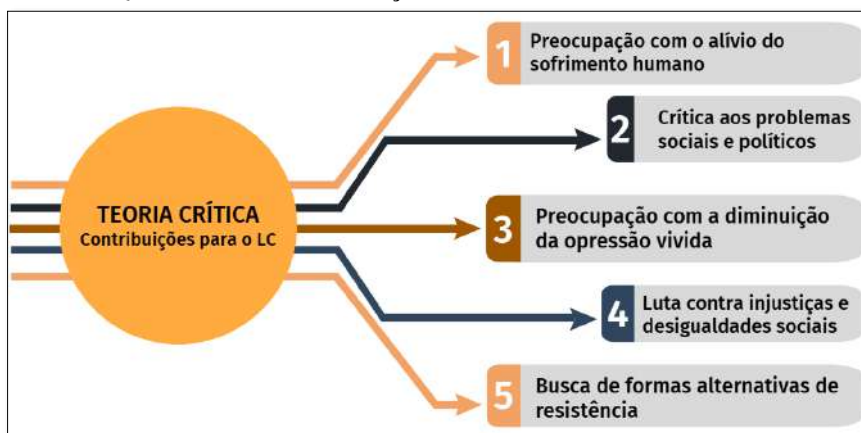 1
Preocupação com o alívio do
sofrimento humano
2
Crítica aos problemas
sociais e políticos
TEORIA CRÍTICA
Contribuições para o LC
3
Preocupação com a diminuição
da opressão vivida
4
Luta contra injustiças e
desigualdades sociais
5
Busca de formas alternativas de
resistência